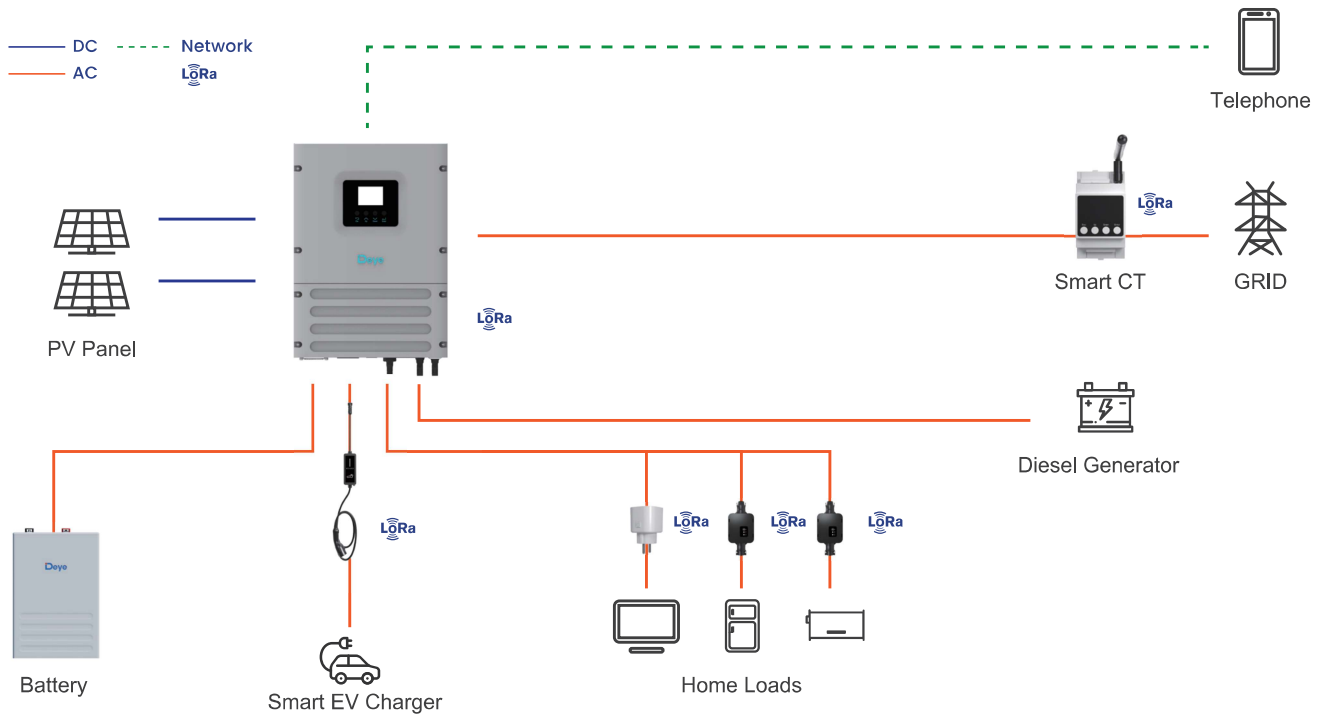 DC
Network
AC
LoRa
Telephone
Deye
LoRa
Smart CT
GRID
PV Panel
LoRa
+
-
Diesel Generator
Deye
LoRa
LoRa
LoRa
LoRa
Battery
Smart EV Charger
Home Loads